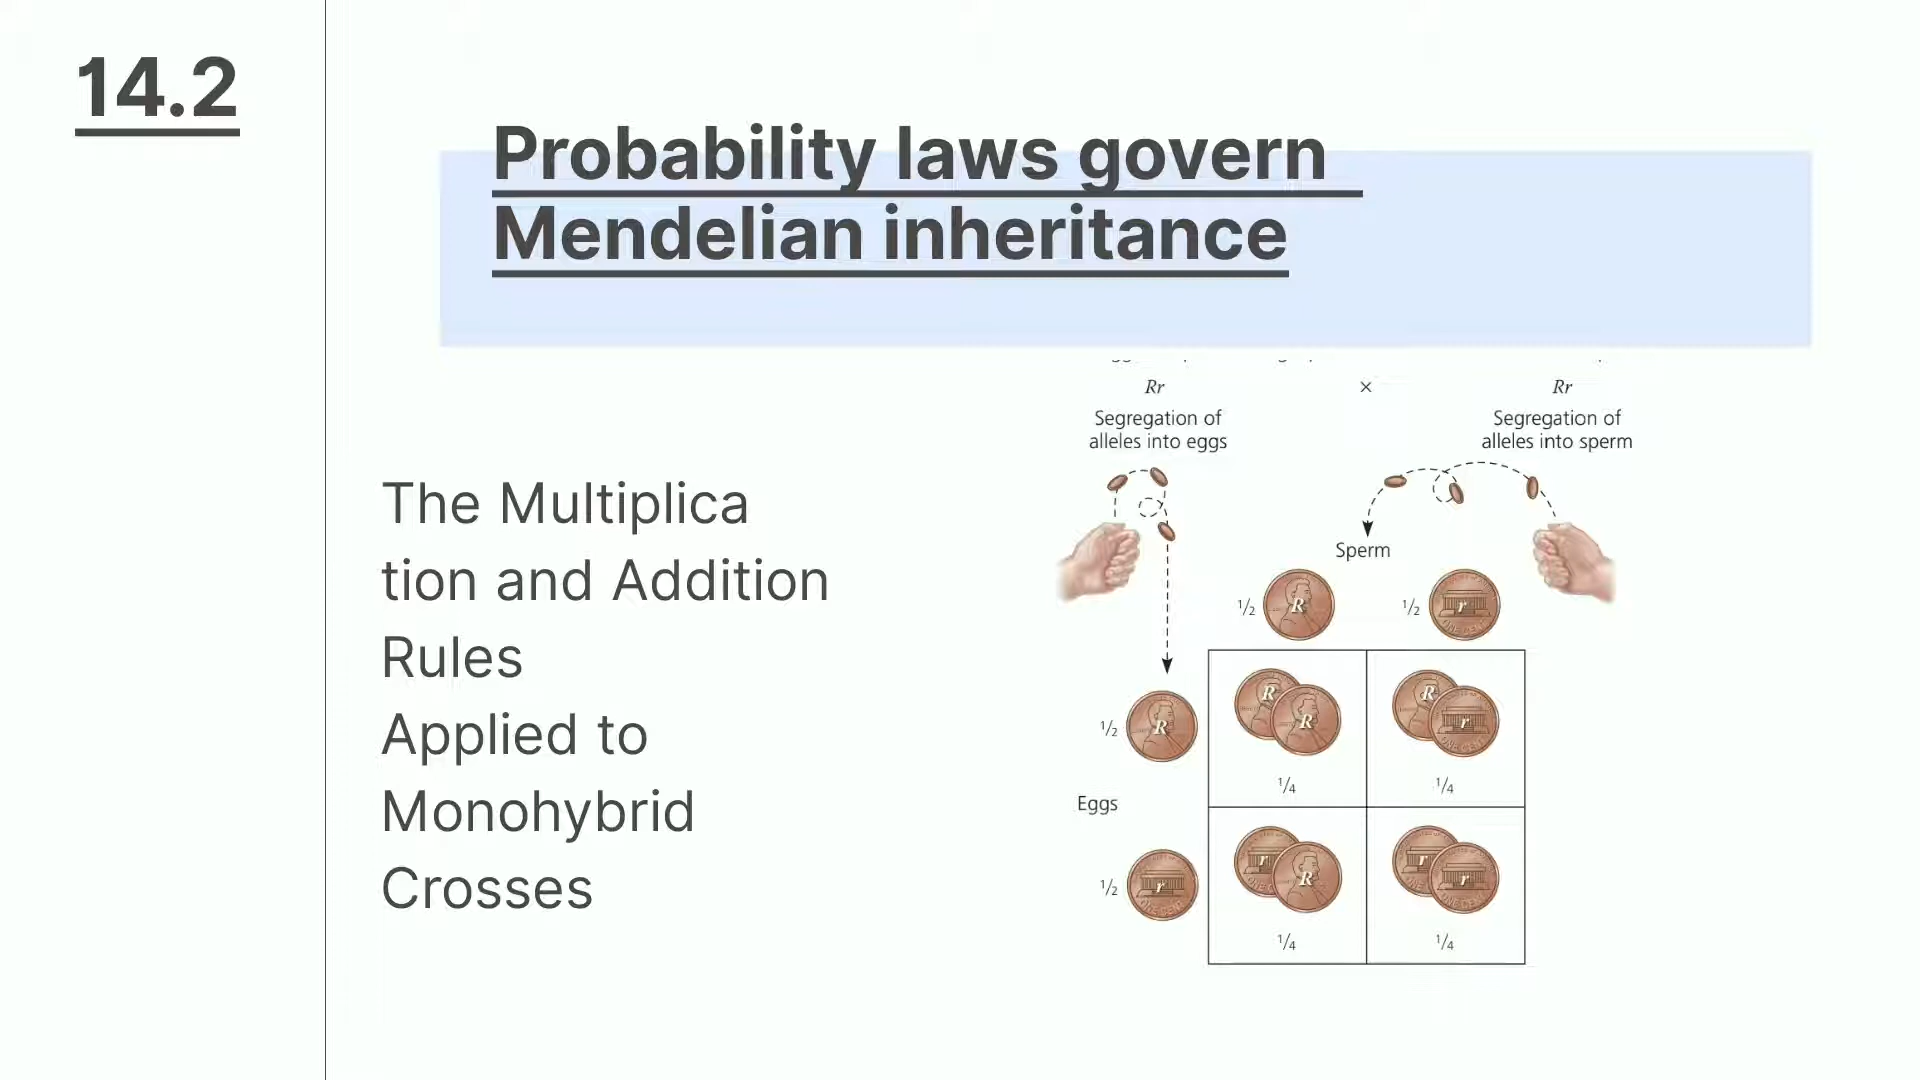 14.2
Probability laws govern
Mendelian inheritance
The Multiplica
tion and Addition
Rules
Applied to
Monohybrid
Crosses
Rr × Rr
Segregation of
alleles into eggs
Segregation of
alleles into sperm
Sperm
1/2 R 1/2 r
1/2 R
R R
1/4
R r
1/4
Eggs
1/2 r
r R
1/4
r r
1/4